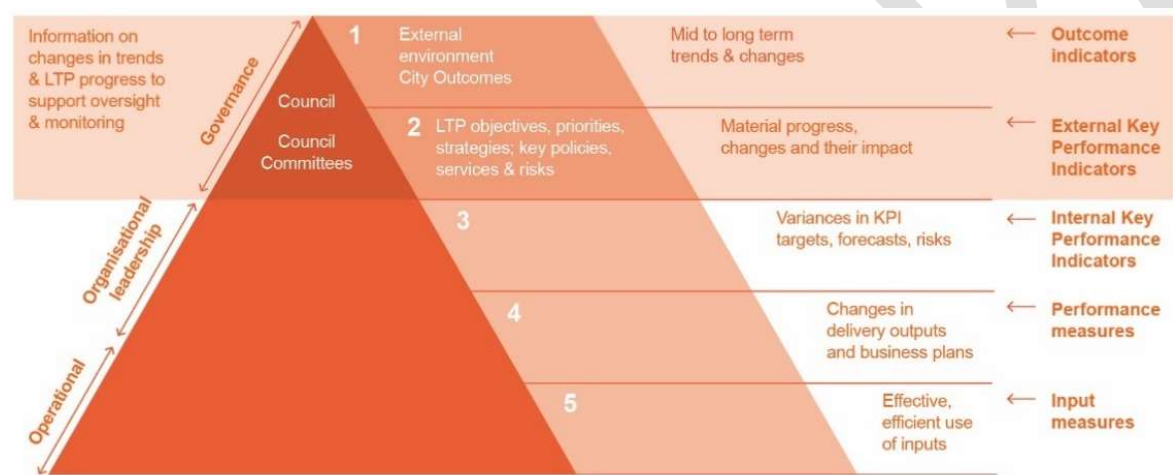 Information on
changes in trends
& LTP progress to
support oversight
& monitoring
Governance
Council
Council
Committees
1
External
environment
City Outcomes
Mid to long term
trends & changes
← Outcome
indicators
2
LTP objectives, priorities,
strategies; key policies,
services & risks
Material progress,
changes and their impact
← External Key
Performance
Indicators
Organisational
leadership
3
Variances in KPI
targets, forecasts, risks
← Internal Key
Performance
Indicators
4
Changes in
delivery outputs
and business plans
← Performance
measures
Operational
5
Effective,
efficient use
of inputs
← Input
measures